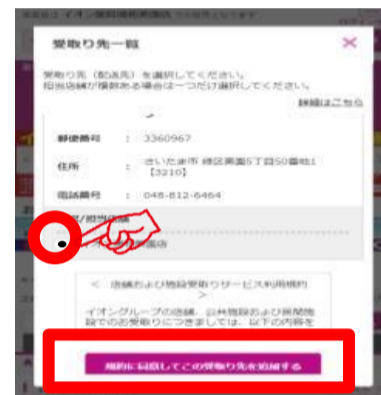 受取り先一覧
×
受取り先（配送先）を選択してください。
担当店舗が複数ある場合は一つだけ選択してください。
詳細はこちら
郵便番号 : 3360967
住所 : さいたま市 緑区美園5丁目50番地1
【3210】
電話番号 : 048-812-6464
< 店舗および施設受取りサービス利用規約
>
イオングループの店舗、公共施設および民間施
設でのお受取りにつきましては、以下の内容を
規約に同意してこの受取り先を追加する